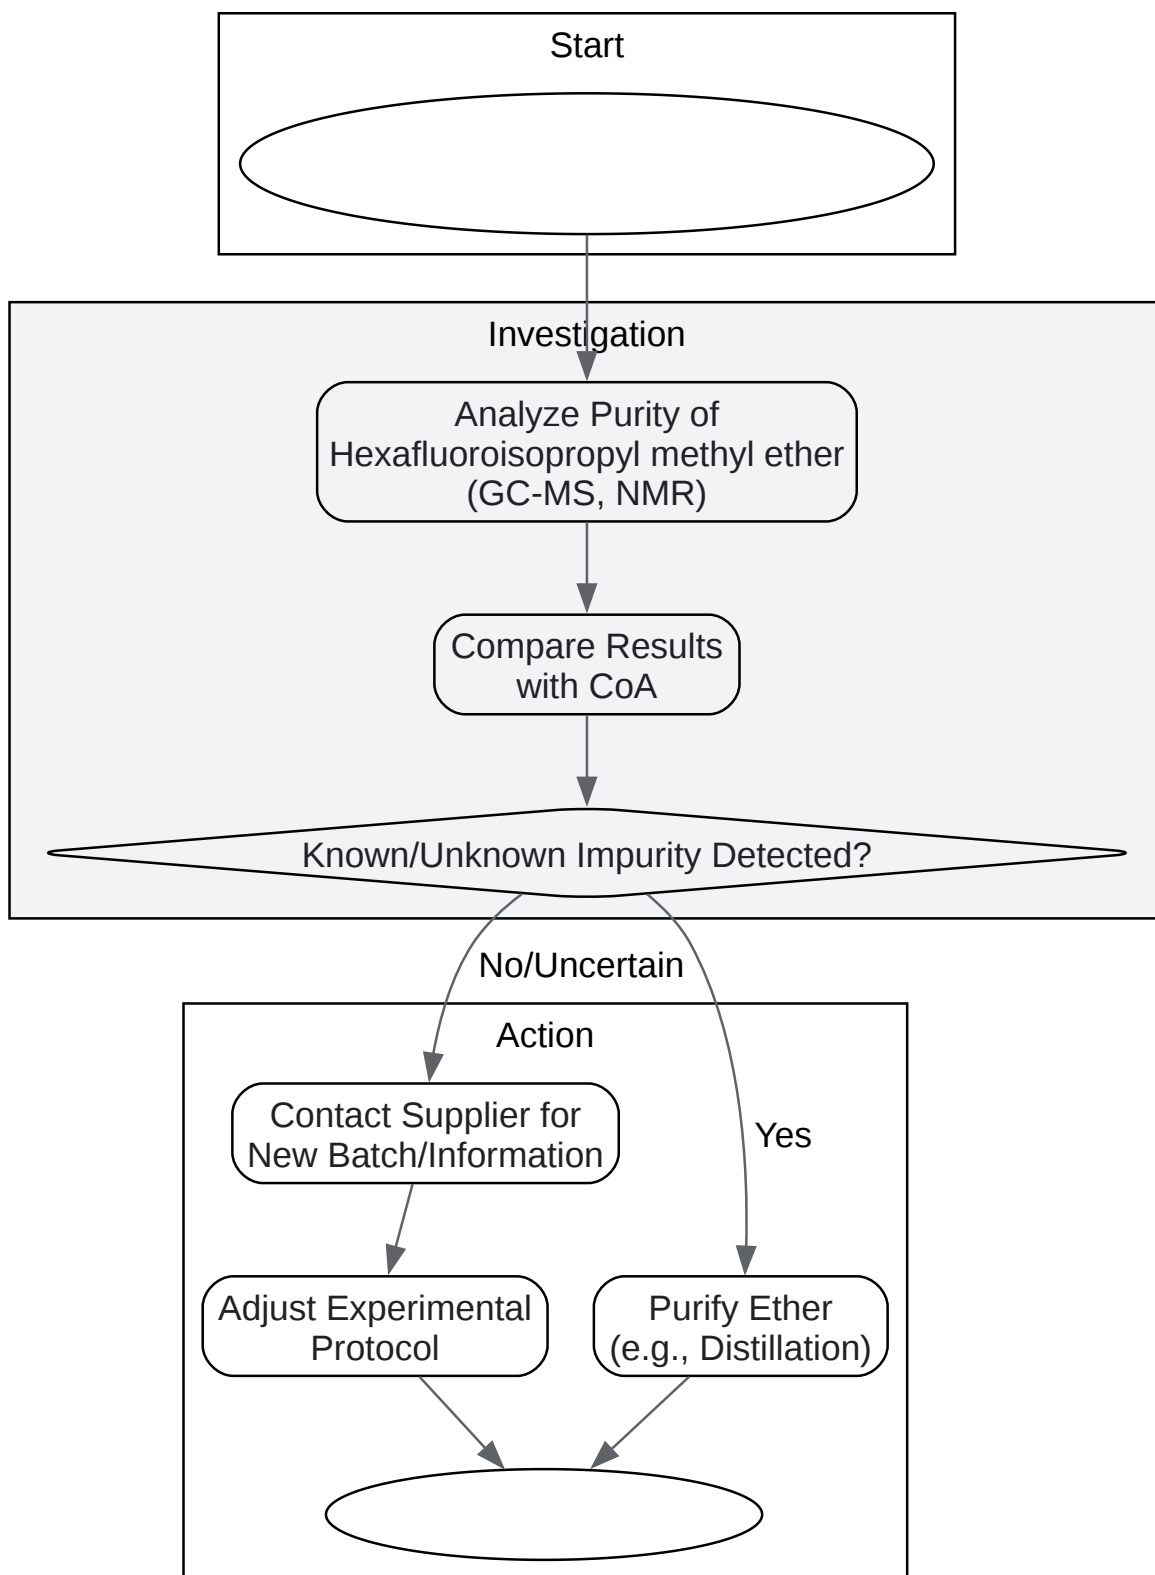 Start
Investigation
Analyze Purity of
Hexafluoroisopropyl methyl ether
(GC-MS, NMR)
Compare Results
with CoA
Known/Unknown Impurity Detected?
No/Uncertain
Action
Contact Supplier for
New Batch/Information
Yes
Adjust Experimental
Protocol
Purify Ether
(e.g., Distillation)